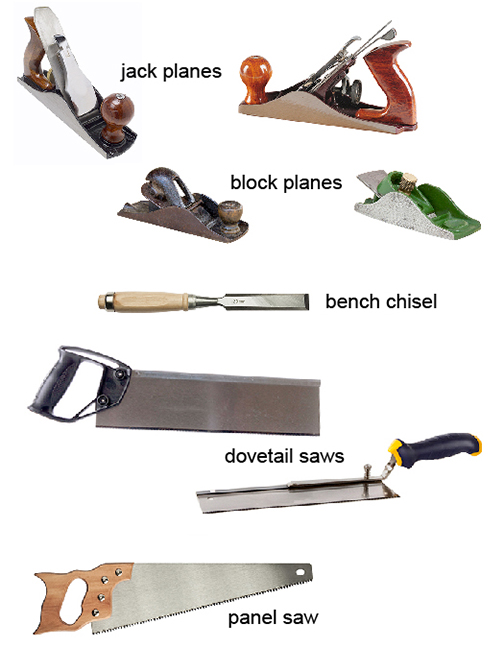 jack planes
block planes
bench chisel
dovetail saws
panel saw